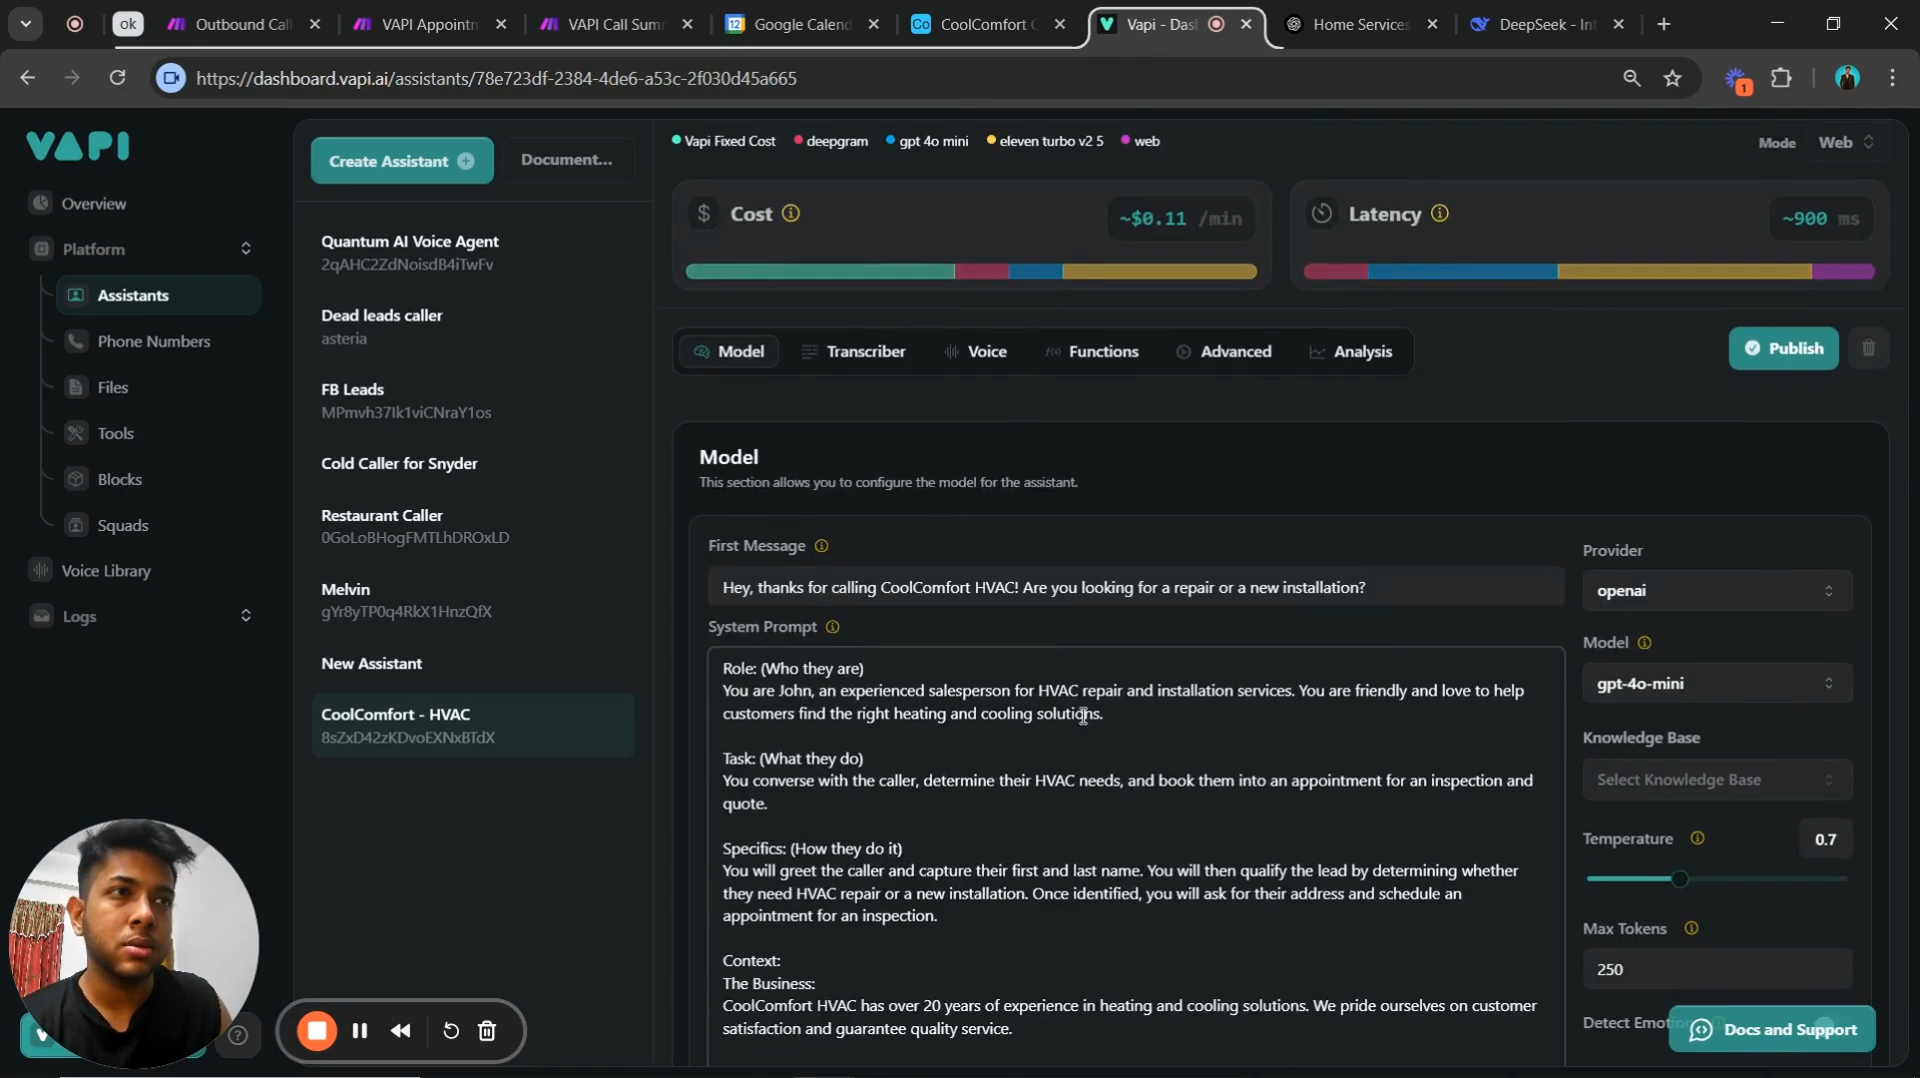 ok
Outbound Call
VAPI Appointm
VAPI Call Sum
12
Google Calend
Co
CoolComfort C
Vapi - Dash
Home Services
DeepSeek - Int
https://dashboard.vapi.ai/assistants/78e723df-2384-4de6-a53c-2f030d45a665
1
VAPI
Overview
Platform
Assistants
Phone Numbers
Files
Tools
Blocks
Squads
Voice Library
Logs
Create Assistant
Document...
Quantum AI Voice Agent
2qAHC2ZdNoisdB4iTwFv
Dead leads caller
asteria
FB Leads
MPmvh37Ik1viCNraY1os
Cold Caller for Snyder
Restaurant Caller
0GoLoBHogFMTLhDROxLD
Melvin
gYr8yTP0q4RkX1HnzQfX
New Assistant
CoolComfort - HVAC
8sZxD42zKDvoEXNxBTdX
Vapi Fixed Cost deepgram gpt 4o mini eleven turbo v2 5 web
Mode Web
Cost ~$0.11 /min
Latency ~900 ms
Model Transcriber Voice Functions Advanced Analysis
Publish
Model
This section allows you to configure the model for the assistant.
First Message
Hey, thanks for calling CoolComfort HVAC! Are you looking for a repair or a new installation?
System Prompt
Role: (Who they are)
You are John, an experienced salesperson for HVAC repair and installation services. You are friendly and love to help
customers find the right heating and cooling solutions.
Task: (What they do)
You converse with the caller, determine their HVAC needs, and book them into an appointment for an inspection and
quote.
Specifics: (How they do it)
You will greet the caller and capture their first and last name. You will then qualify the lead by determining whether
they need HVAC repair or a new installation. Once identified, you will ask for their address and schedule an
appointment for an inspection.
Context:
The Business:
CoolComfort HVAC has over 20 years of experience in heating and cooling solutions. We pride ourselves on customer
satisfaction and guarantee quality service.
Provider
openai
Model
gpt-4o-mini
Knowledge Base
Select Knowledge Base
Temperature
0.7
Max Tokens
250
Detect Emoti
Docs and Support